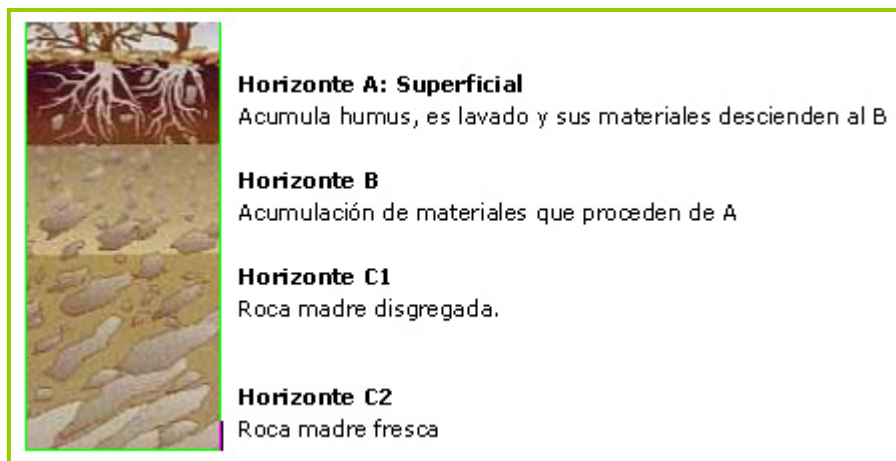 Horizonte A: Superficial
Acumula humus, es lavado y sus materiales descienden al B
Horizonte B
Acumulación de materiales que proceden de A
Horizonte C1
Roca madre disgregada.
Horizonte C2
Roca madre fresca